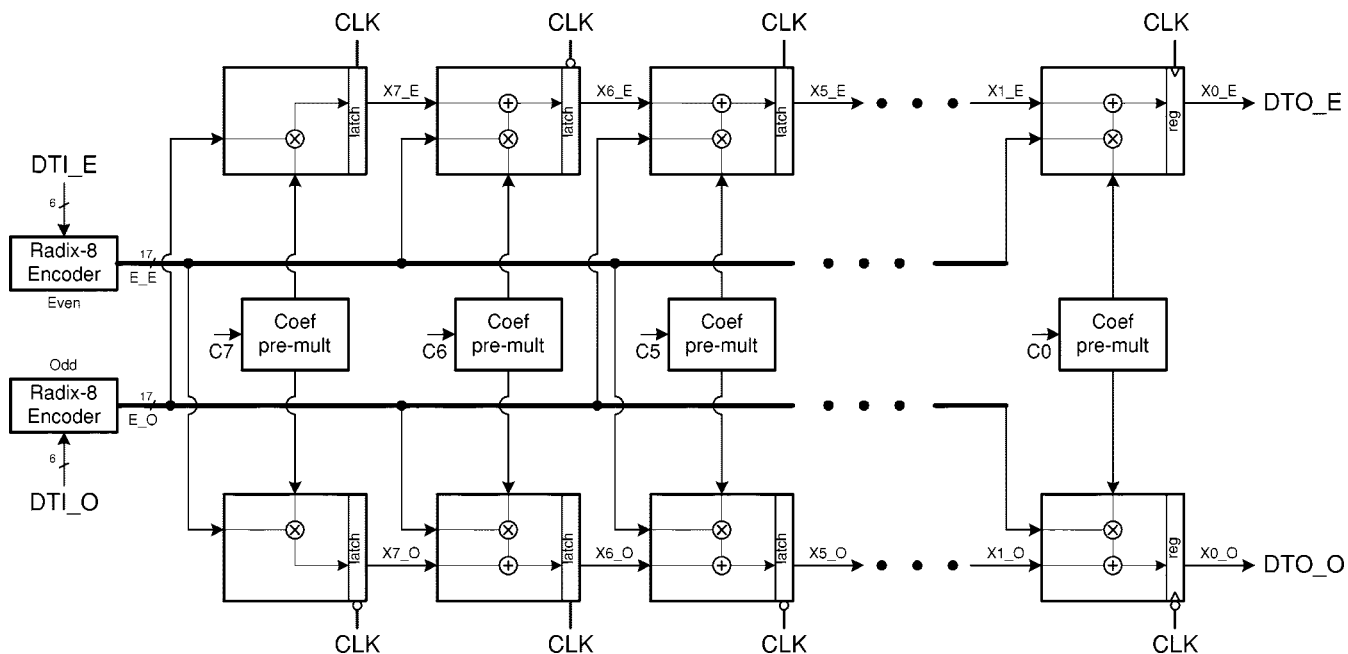 CLK CLK CLK CLK
latch X7_E latch X6_E latch X5_E X1_E reg X0_E DTO_E
DTI_E
6
Radix-8
Encoder
17
E_E
Even
C7 Coef
pre-mult
C6 Coef
pre-mult
C5 Coef
pre-mult
C0 Coef
pre-mult
Odd
Radix-8
Encoder
17
E_O
6
DTI_O
latch X7_O latch X6_O latch X5_O X1_O reg X0_O DTO_O
CLK CLK CLK CLK